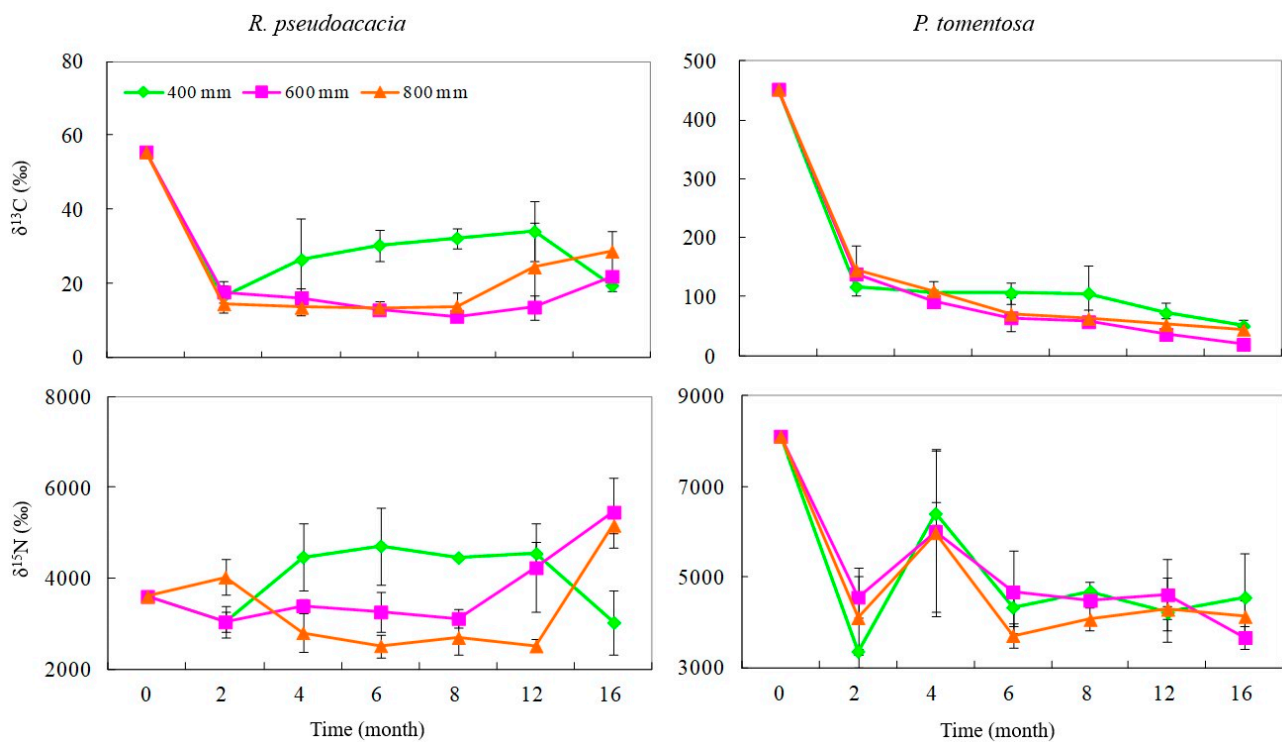 R. pseudoacacia
P. tomentosa
80
60
40
20
0
δ¹³C (‰)
400 mm 600 mm 800 mm
500
400
300
200
100
0
8000
6000
4000
2000
δ¹⁵N (‰)
0 2 4 6 8 12 16
Time (month)
9000
7000
5000
3000
0 2 4 6 8 12 16
Time (month)